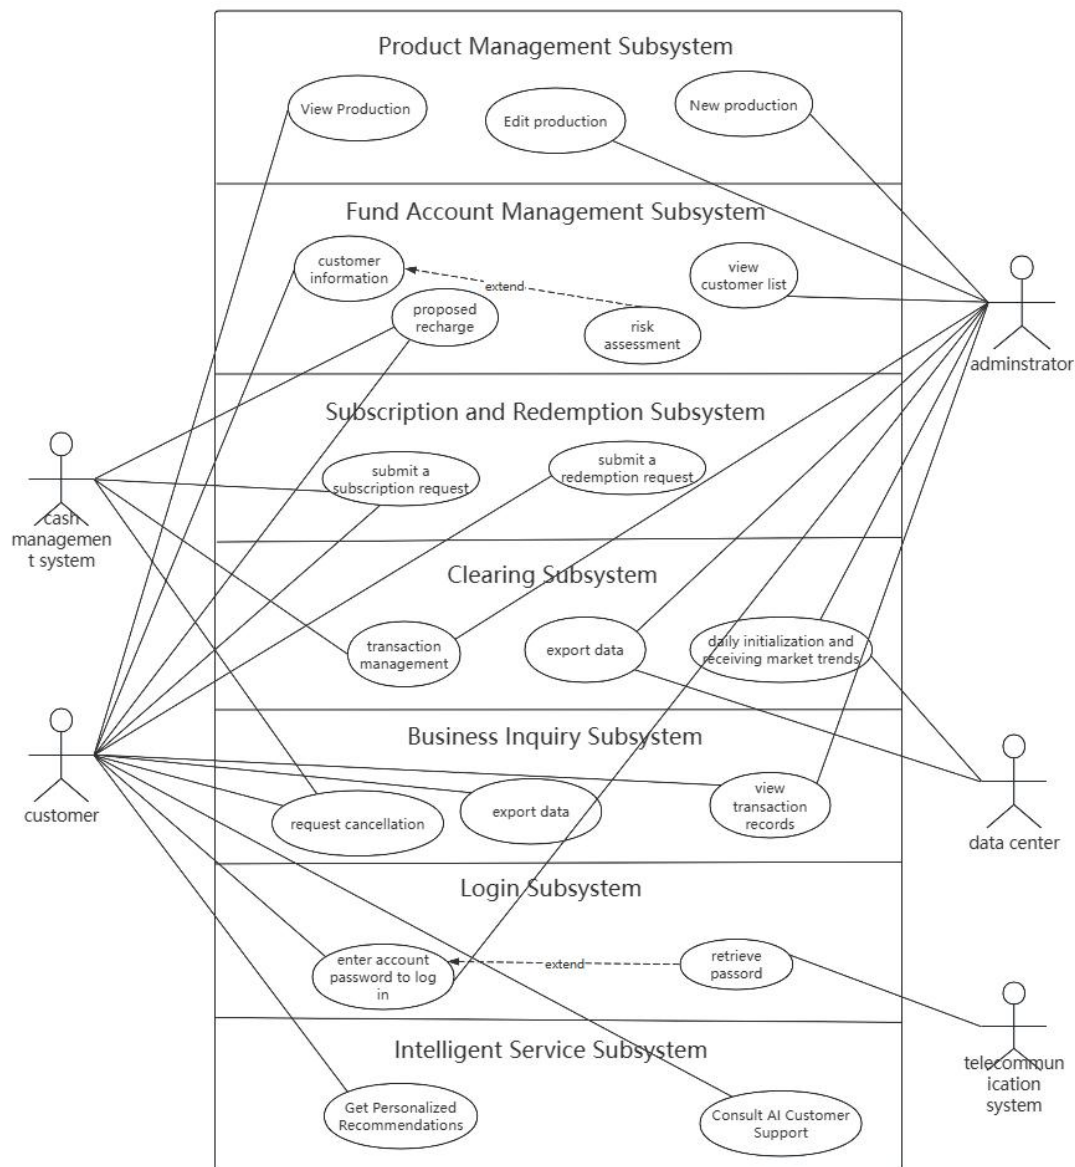 Product Management Subsystem
View Production
Edit production
New production
Fund Account Management Subsystem
customer
information
extend
view
customer list
proposed
recharge
risk
assessment
adminstrator
Subscription and Redemption Subsystem
submit a
subscription request
submit a
redemption request
cash
managemen
t system
Clearing Subsystem
transaction
management
export data
daily initialization and
receiving market trends
Business Inquiry Subsystem
customer
request cancellation
export data
view
transaction
records
data center
Login Subsystem
enter account
password to log
in
extend
retrieve
passord
Intelligent Service Subsystem
telecommun
ication
system
Get Personalized
Recommendations
Consult AI Customer
Support